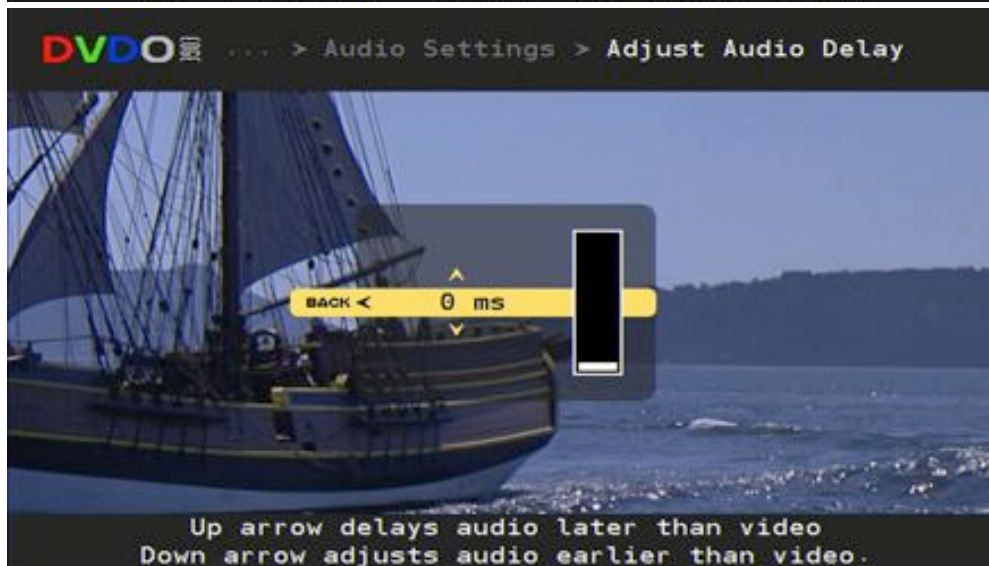 DVDO ... > Audio Settings > Adjust Audio Delay
BACK < 0 ms
Up arrow delays audio later than video
Down arrow adjusts audio earlier than video.